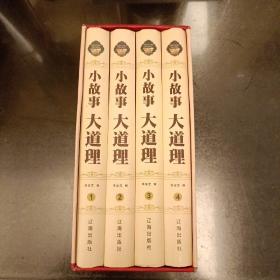 小故事 大道理
1
辽海出版社
小故事 大道理
2
辽海出版社
小故事 大道理
3
辽海出版社
小故事 大道理
4
辽海出版社